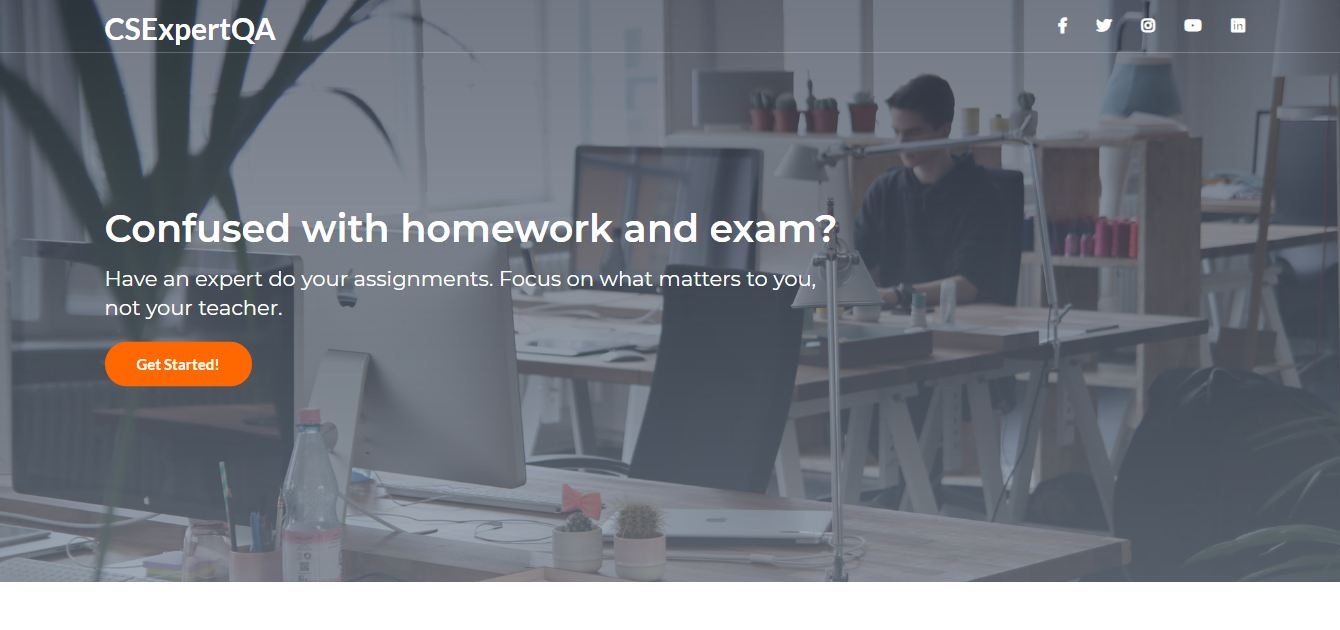 CSExpertQA
Confused with homework and exam?
Have an expert do your assignments. Focus on what matters to you,
not your teacher.
Get Started!